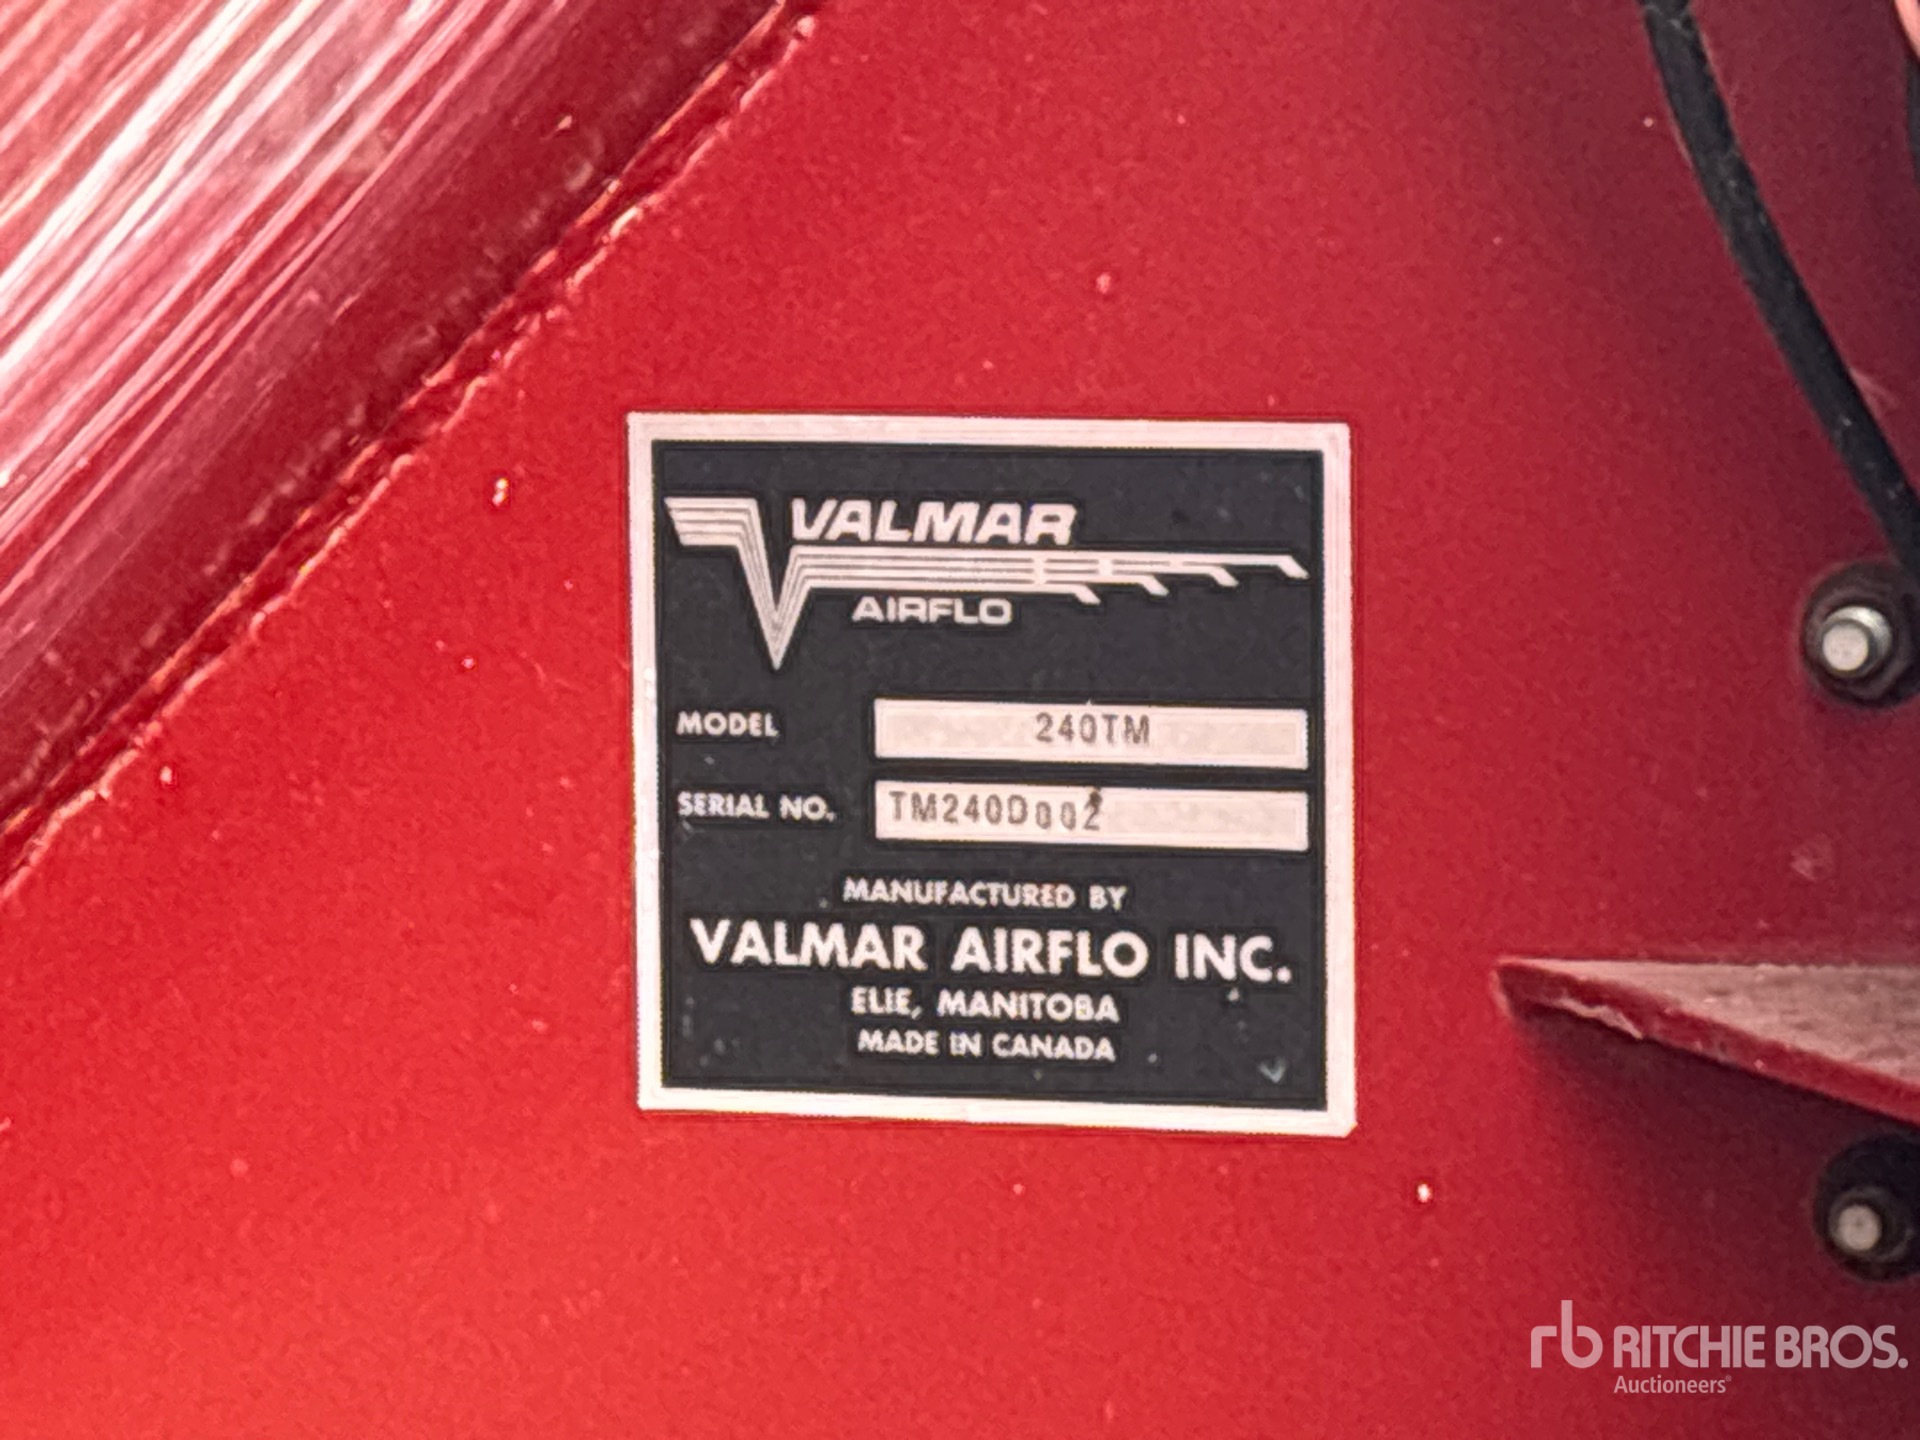 VALMAR
AIRFLO
MODEL 240TM
SERIAL NO. TM240D002
MANUFACTURED BY
VALMAR AIRFLO INC.
ELIE, MANITOBA
MADE IN CANADA
rb RITCHIE BROS.
Auctioneers®